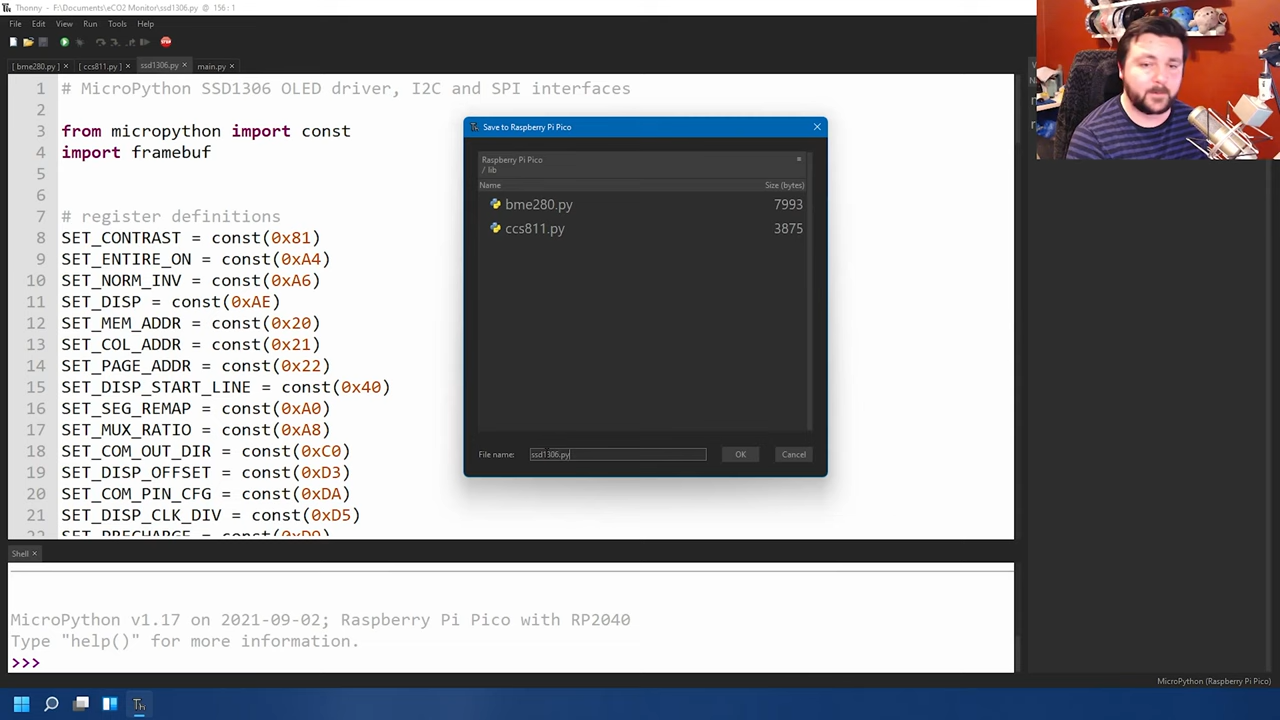 Thonny - F:\Documents\eCO2 Monitor\ssd1306.py @ 156 : 1
File Edit View Run Tools Help
[ bme280.py ] × [ ccs811.py ] × ssd1306.py × main.py ×
1 # MicroPython SSD1306 OLED driver, I2C and SPI interfaces
2
3 from micropython import const
4 import framebuf
5
6
7 # register definitions
8 SET_CONTRAST = const(0x81)
9 SET_ENTIRE_ON = const(0xA4)
10 SET_NORM_INV = const(0xA6)
11 SET_DISP = const(0xAE)
12 SET_MEM_ADDR = const(0x20)
13 SET_COL_ADDR = const(0x21)
14 SET_PAGE_ADDR = const(0x22)
15 SET_DISP_START_LINE = const(0x40)
16 SET_SEG_REMAP = const(0xA0)
17 SET_MUX_RATIO = const(0xA8)
18 SET_COM_OUT_DIR = const(0xC0)
19 SET_DISP_OFFSET = const(0xD3)
20 SET_COM_PIN_CFG = const(0xDA)
21 SET_DISP_CLK_DIV = const(0xD5)
22 SET_PRECHARGE = const(0xD9)
Save to Raspberry Pi Pico
Raspberry Pi Pico
/ lib
Name Size (bytes)
bme280.py 7993
ccs811.py 3875
File name: ssd1306.py OK Cancel
Shell ×
MicroPython v1.17 on 2021-09-02; Raspberry Pi Pico with RP2040
Type "help()" for more information.
>>>
MicroPython (Raspberry Pi Pico)